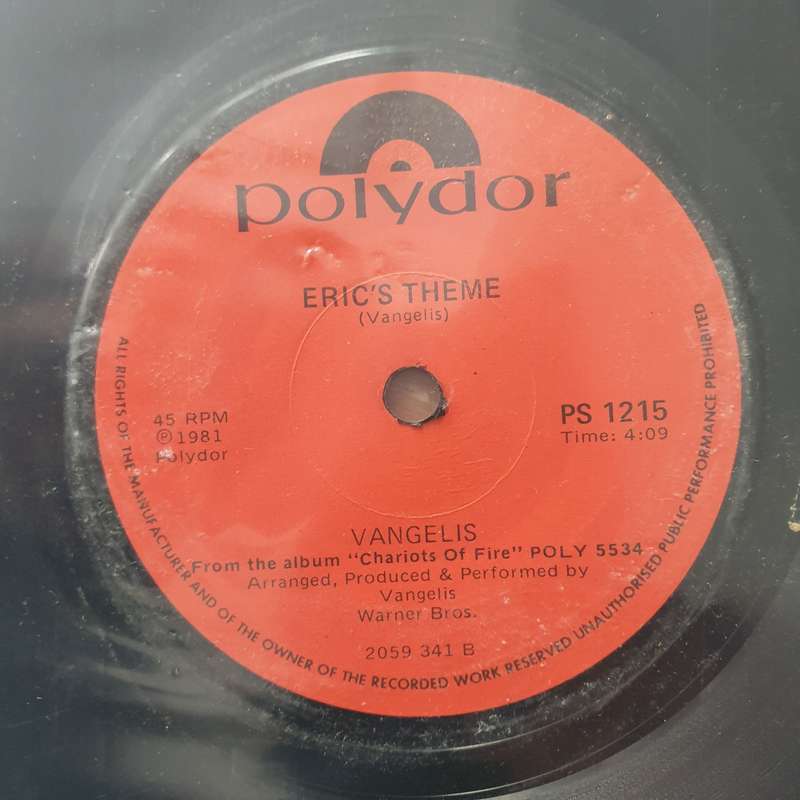 polydor
ERIC'S THEME
(Vangelis)
45 RPM
℗ 1981
Polydor
PS 1215
Time: 4:09
VANGELIS
From the album "Chariots Of Fire" POLY 5534
Arranged, Produced & Performed by
Vangelis
Warner Bros.
2059 341 B
ALL RIGHTS OF THE MANUFACTURER AND OF THE OWNER OF THE RECORDED WORK RESERVED UNAUTHORISED PUBLIC PERFORMANCE PROHIBITED